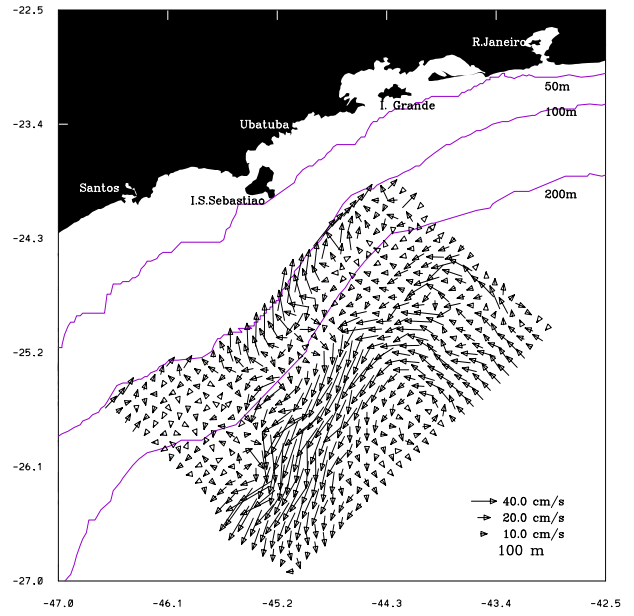 -22.5
R.Janeiro
50m
I. Grande
100m
-23.4
Ubatuba
Santos
200m
I.S.Sebastiao
-24.3
-25.2
-26.1
40.0 cm/s
20.0 cm/s
10.0 cm/s
100 m
-27.0
-47.0 -46.1 -45.2 -44.3 -43.4 -42.5